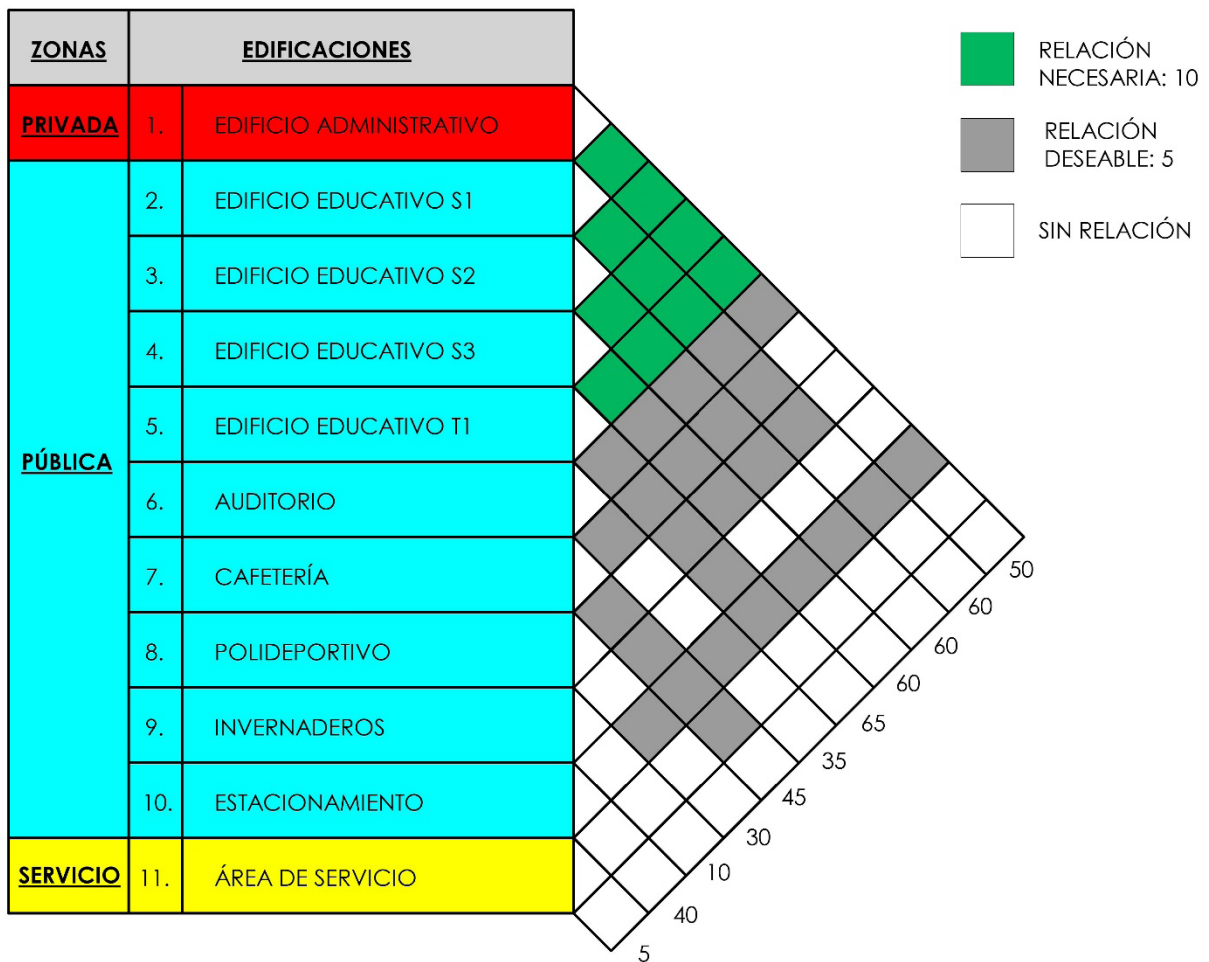 ZONAS EDIFICACIONES
PRIVADA 1. EDIFICIO ADMINISTRATIVO
PÚBLICA
2. EDIFICIO EDUCATIVO S1
3. EDIFICIO EDUCATIVO S2
4. EDIFICIO EDUCATIVO S3
5. EDIFICIO EDUCATIVO T1
6. AUDITORIO
7. CAFETERÍA
8. POLIDEPORTIVO
9. INVERNADEROS
10. ESTACIONAMIENTO
SERVICIO 11. ÁREA DE SERVICIO
RELACIÓN
NECESARIA: 10
RELACIÓN
DESEABLE: 5
SIN RELACIÓN
50
60
60
60
65
35
45
30
10
40
5